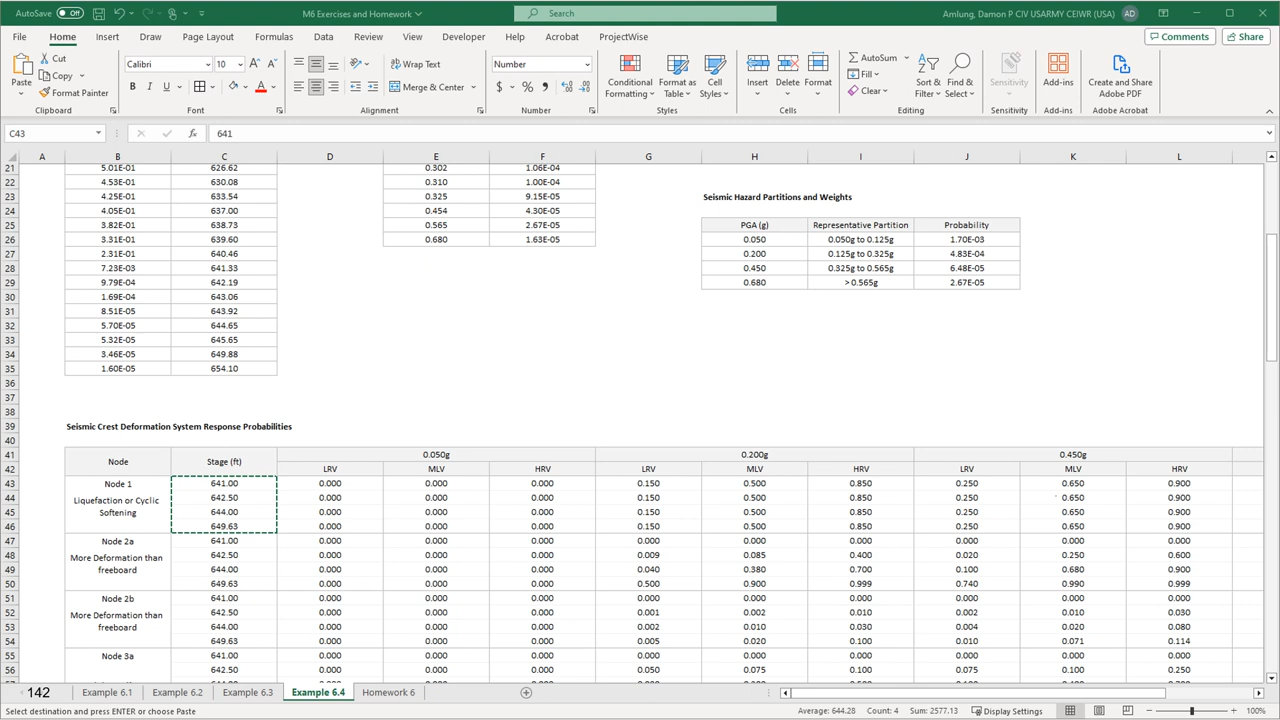 AutoSave Off M6 Exercises and Homework Search Amlung, Damon P CIV USARMY CEIWR (USA) AD
File Home Insert Draw Page Layout Formulas Data Review View Developer Help Acrobat ProjectWise Comments Share
Paste Cut Copy Format Painter
Calibri 10
B I U
Wrap Text
Merge & Center
Number
$ %
Conditional Formatting Format as Table Cell Styles
Insert Delete Format
AutoSum Fill Clear
Sort & Filter Find & Select
Sensitivity
Add-ins
Create and Share Adobe PDF
Clipboard Font Alignment Number Styles Cells Editing Sensitivity Add-ins Adobe Acrobat
C43 fx 641
A B C D E F G H I J K L
21 5.01E-01 626.62 0.302 1.06E-04
22 4.53E-01 630.08 0.310 1.00E-04
23 4.25E-01 633.54 0.325 9.15E-05 Seismic Hazard Partitions and Weights
24 4.05E-01 637.00 0.454 4.30E-05
25 3.82E-01 638.73 0.565 2.67E-05 PGA (g) Representative Partition Probability
26 3.31E-01 639.60 0.680 1.63E-05 0.050 0.050g to 0.125g 1.70E-03
27 2.31E-01 640.46 0.200 0.125g to 0.325g 4.83E-04
28 7.23E-03 641.33 0.450 0.325g to 0.565g 6.48E-05
29 9.79E-04 642.19 0.680 > 0.565g 2.67E-05
30 1.69E-04 643.06
31 8.51E-05 643.92
32 5.70E-05 644.65
33 5.32E-05 645.65
34 3.46E-05 649.88
35 1.60E-05 654.10
36
37
38
39 Seismic Crest Deformation System Response Probabilities
40
41 Node Stage (ft) 0.050g 0.200g 0.450g
42 LRV MLV HRV LRV MLV HRV LRV MLV HRV
43 Node 1 641.00 0.000 0.000 0.000 0.150 0.500 0.850 0.250 0.650 0.900
44 Liquefaction or Cyclic 642.50 0.000 0.000 0.000 0.150 0.500 0.850 0.250 0.650 0.900
45 Softening 644.00 0.000 0.000 0.000 0.150 0.500 0.850 0.250 0.650 0.900
46 649.63 0.000 0.000 0.000 0.150 0.500 0.850 0.250 0.650 0.900
47 Node 2a 641.00 0.000 0.000 0.000 0.000 0.000 0.000 0.000 0.000 0.000
48 More Deformation than 642.50 0.000 0.000 0.000 0.009 0.085 0.400 0.020 0.250 0.600
49 freeboard 644.00 0.000 0.000 0.000 0.040 0.380 0.700 0.100 0.680 0.900
50 649.63 0.000 0.000 0.000 0.500 0.900 0.999 0.740 0.990 0.999
51 Node 2b 641.00 0.000 0.000 0.000 0.000 0.000 0.000 0.000 0.000 0.000
52 More Deformation than 642.50 0.000 0.000 0.000 0.001 0.002 0.010 0.002 0.010 0.030
53 freeboard 644.00 0.000 0.000 0.000 0.002 0.010 0.030 0.004 0.020 0.080
54 649.63 0.000 0.000 0.000 0.005 0.020 0.100 0.010 0.071 0.114
55 Node 3a 641.00 0.000 0.000 0.000 0.000 0.000 0.000 0.000 0.000 0.000
56 642.50 0.000 0.000 0.000 0.050 0.075 0.100 0.075 0.100 0.250
142 Example 6.1 Example 6.2 Example 6.3 Example 6.4 Homework 6
Select destination and press ENTER or choose Paste Average: 644.28 Count: 4 Sum: 2577.13 Display Settings 100%